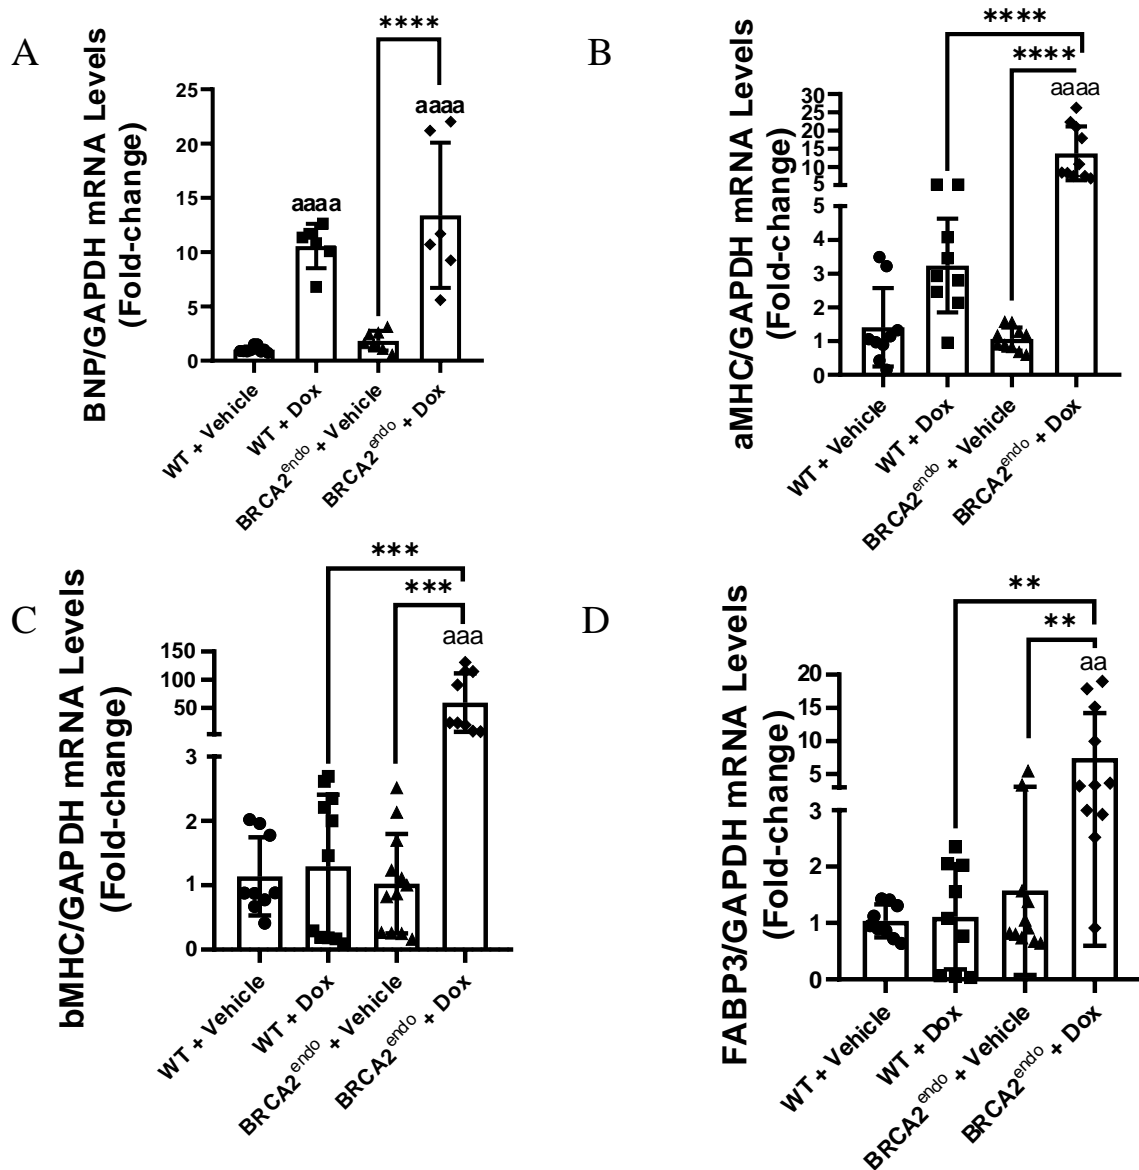 A
BNP/GAPDH mRNA Levels
(Fold-change)
****
aaaa
aaaa
25
20
15
10
5
0
WT + Vehicle
WT + Dox
BRCA2endo + Vehicle
BRCA2endo + Dox
B
aMHC/GAPDH mRNA Levels
(Fold-change)
****
****
aaaa
30
25
20
15
10
5
5
4
3
2
1
0
WT + Vehicle
WT + Dox
BRCA2endo + Vehicle
BRCA2endo + Dox
C
bMHC/GAPDH mRNA Levels
(Fold-change)
***
***
aaa
150
100
50
3
2
1
0
WT + Vehicle
WT + Dox
BRCA2endo + Vehicle
BRCA2endo + Dox
D
FABP3/GAPDH mRNA Levels
(Fold-change)
**
**
aa
20
15
10
5
3
2
1
0
WT + Vehicle
WT + Dox
BRCA2endo + Vehicle
BRCA2endo + Dox